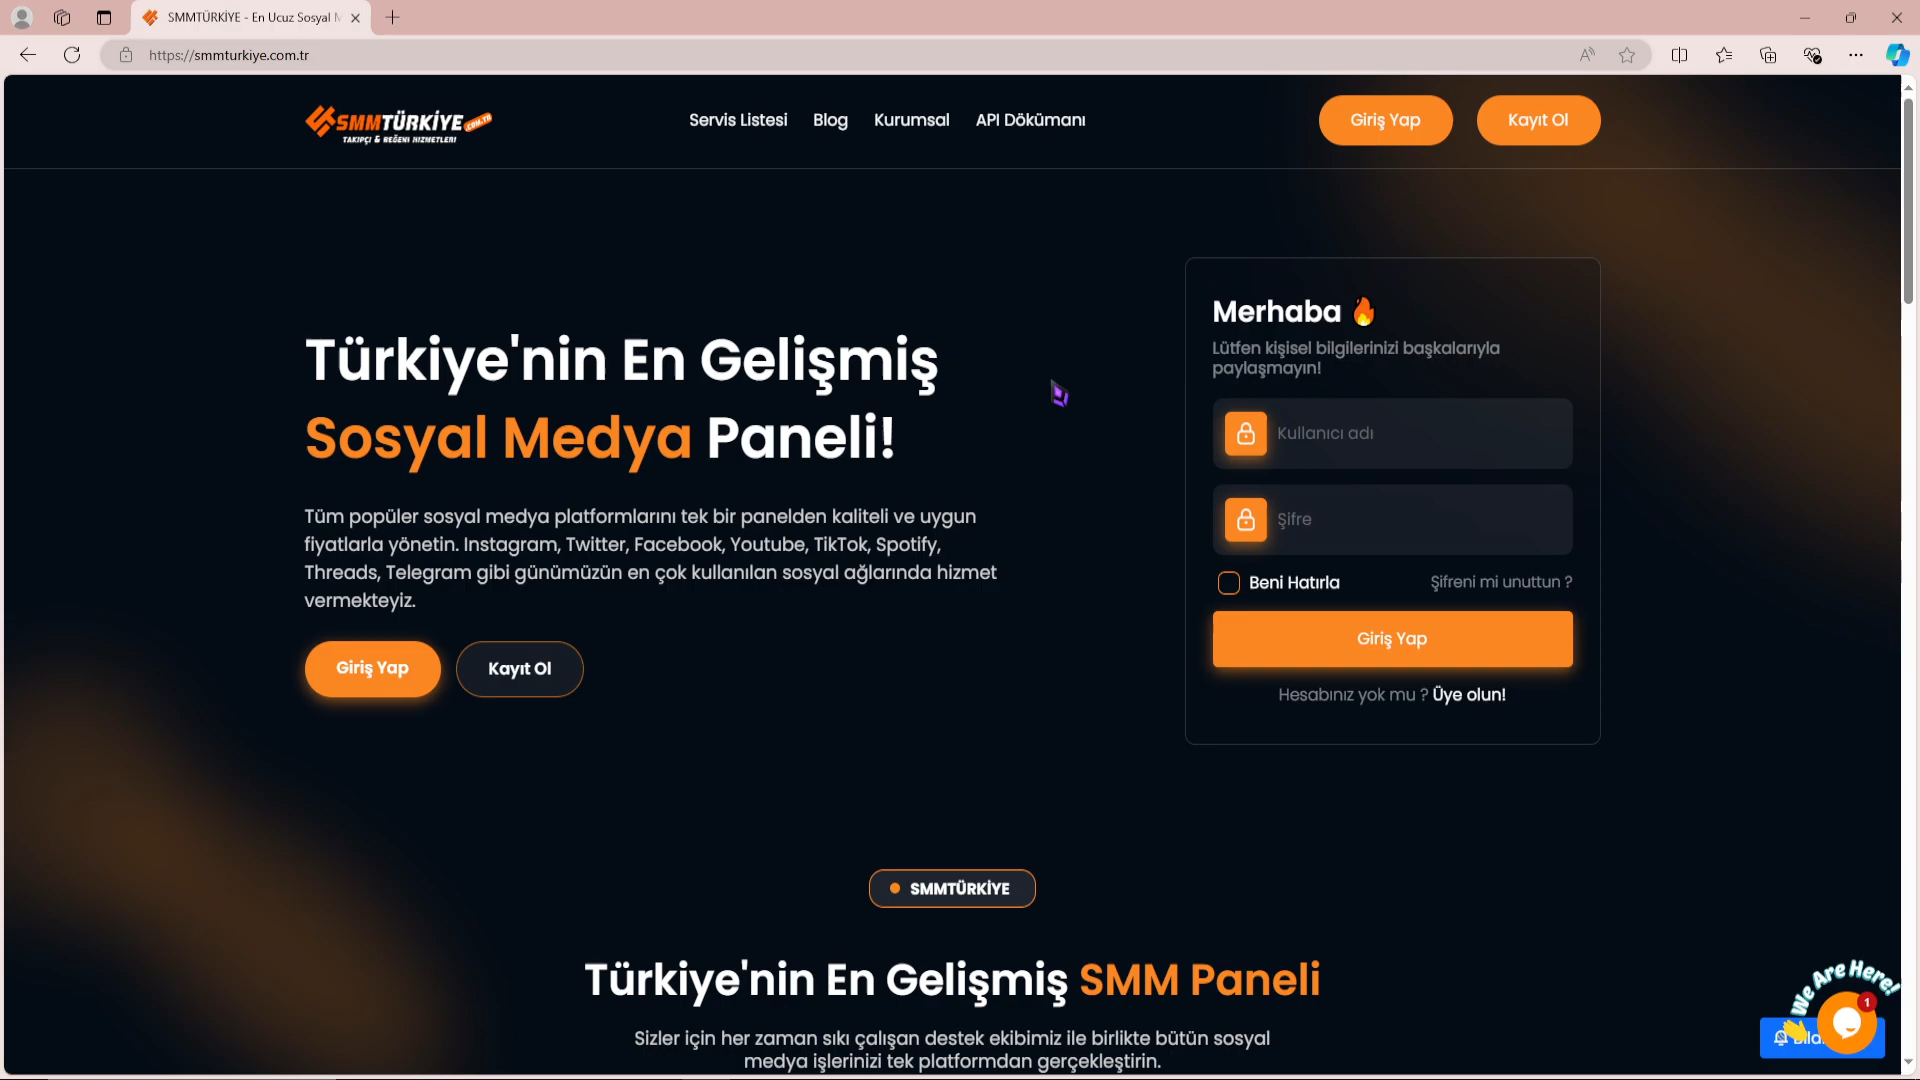 SMMTÜRKİYE - En Ucuz Sosyal M
https://smmturkiye.com.tr
SMMTÜRKİYE .COM.TR
TAKİPÇİ & BEĞENİ HİZMETLERİ
Servis Listesi
Blog
Kurumsal
API Dökümanı
Giriş Yap
Kayıt Ol
Türkiye'nin En Gelişmiş
Sosyal Medya Paneli!
Tüm popüler sosyal medya platformlarını tek bir panelden kaliteli ve uygun
fiyatlarla yönetin. Instagram, Twitter, Facebook, Youtube, TikTok, Spotify,
Threads, Telegram gibi günümüzün en çok kullanılan sosyal ağlarında hizmet
vermekteyiz.
Giriş Yap
Kayıt Ol
Merhaba 🔥
Lütfen kişisel bilgilerinizi başkalarıyla
paylaşmayın!
Kullanıcı adı
Şifre
Beni Hatırla
Şifreni mi unuttun ?
Giriş Yap
Hesabınız yok mu ? Üye olun!
SMMTÜRKİYE
Türkiye'nin En Gelişmiş SMM Paneli
Sizler için her zaman sıkı çalışan destek ekibimiz ile birlikte bütün sosyal
medya işlerinizi tek platformdan gerçekleştirin.
We Are Here!
1